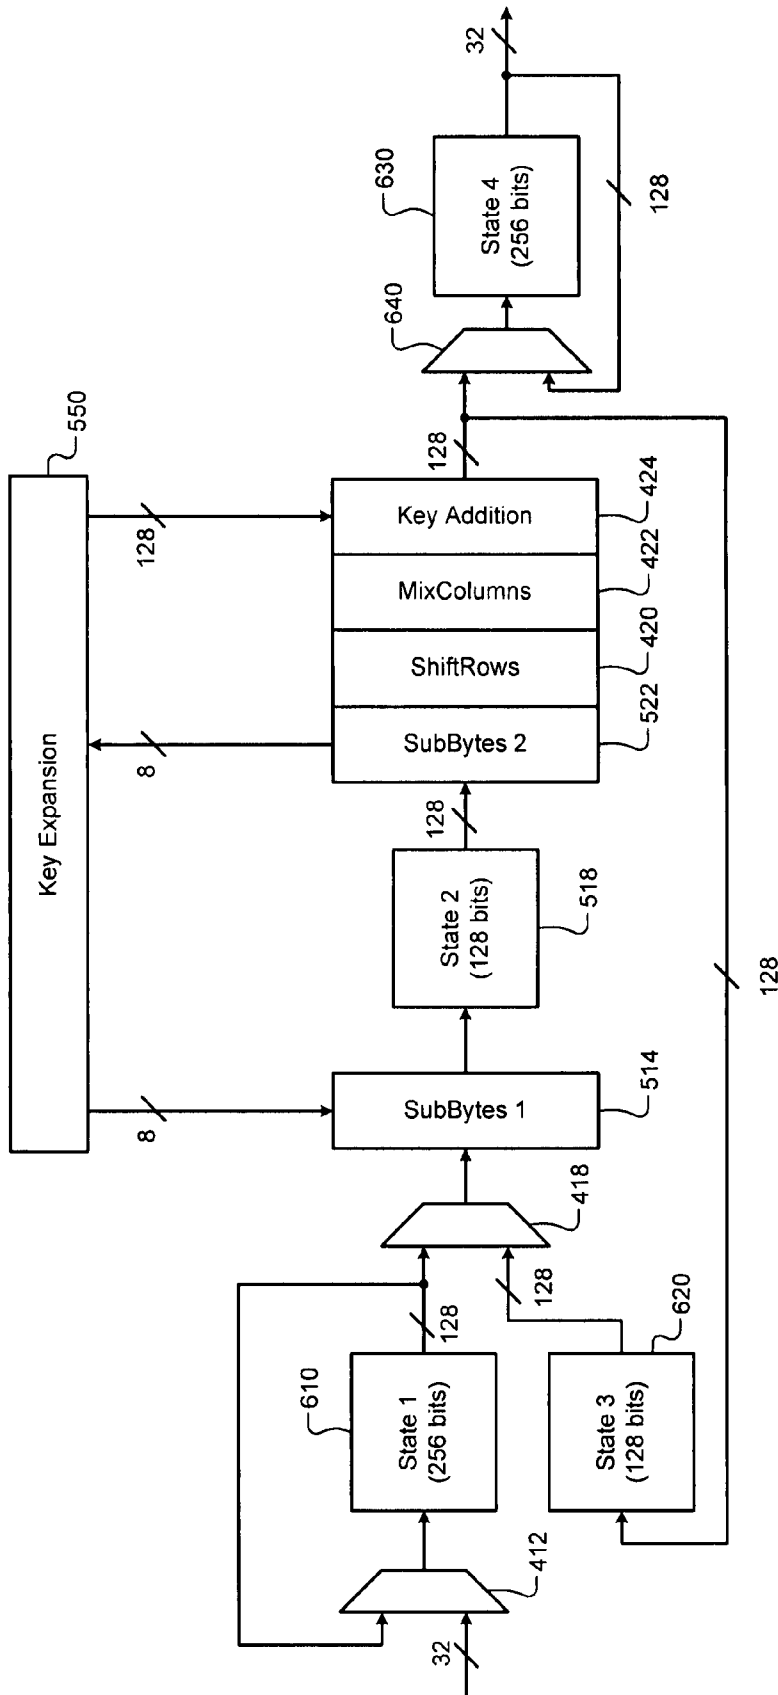 550
Key Expansion
8
8
128
32
412
610
State 1
(256 bits)
128
State 3
(128 bits)
620
128
418
SubBytes 1
514
State 2
(128 bits)
518
128
SubBytes 2
ShiftRows
MixColumns
Key Addition
522
420
422
424
128
640
State 4
(256 bits)
630
32
128
128